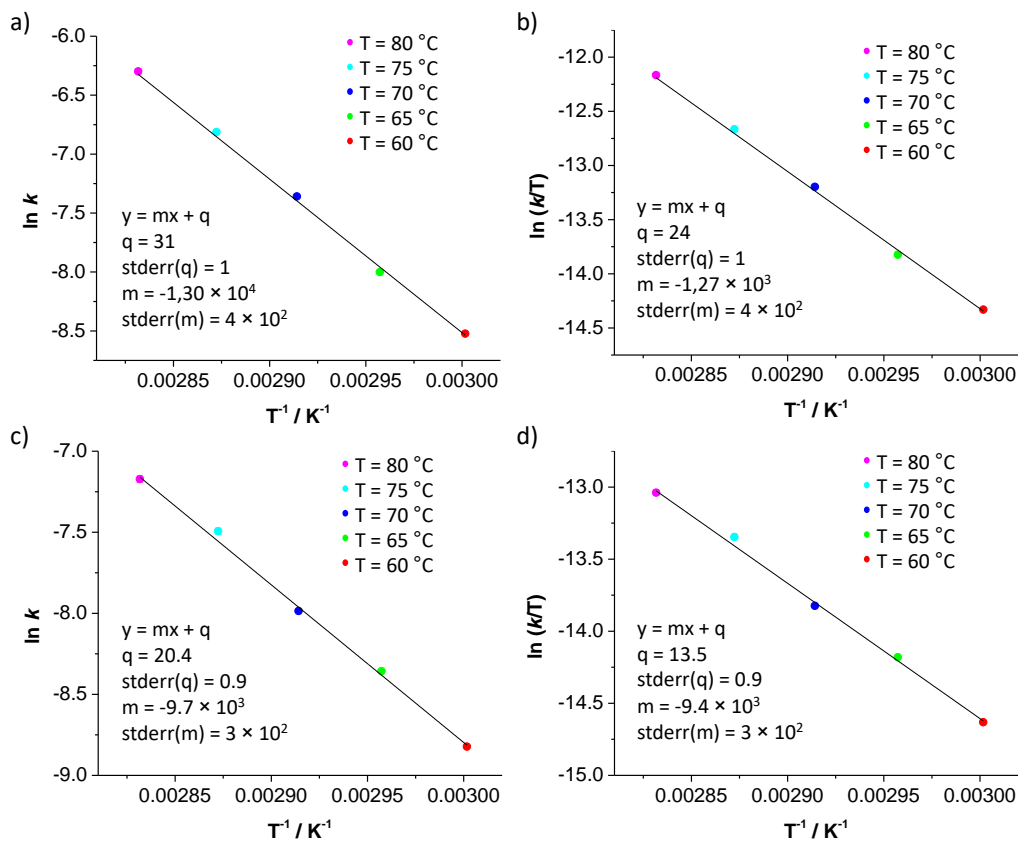 a)
ln k
-6.0
-6.5
-7.0
-7.5
-8.0
-8.5
T = 80 °C
T = 75 °C
T = 70 °C
T = 65 °C
T = 60 °C
y = mx + q
q = 31
stderr(q) = 1
m = -1,30 × 10⁴
stderr(m) = 4 × 10²
0.00285 0.00290 0.00295 0.00300
T⁻¹ / K⁻¹
b)
ln (k/T)
-12.0
-12.5
-13.0
-13.5
-14.0
-14.5
T = 80 °C
T = 75 °C
T = 70 °C
T = 65 °C
T = 60 °C
y = mx + q
q = 24
stderr(q) = 1
m = -1,27 × 10³
stderr(m) = 4 × 10²
0.00285 0.00290 0.00295 0.00300
T⁻¹ / K⁻¹
c)
ln k
-7.0
-7.5
-8.0
-8.5
-9.0
T = 80 °C
T = 75 °C
T = 70 °C
T = 65 °C
T = 60 °C
y = mx + q
q = 20.4
stderr(q) = 0.9
m = -9.7 × 10³
stderr(m) = 3 × 10²
0.00285 0.00290 0.00295 0.00300
T⁻¹ / K⁻¹
d)
ln (k/T)
-13.0
-13.5
-14.0
-14.5
-15.0
T = 80 °C
T = 75 °C
T = 70 °C
T = 65 °C
T = 60 °C
y = mx + q
q = 13.5
stderr(q) = 0.9
m = -9.4 × 10³
stderr(m) = 3 × 10²
0.00285 0.00290 0.00295 0.00300
T⁻¹ / K⁻¹